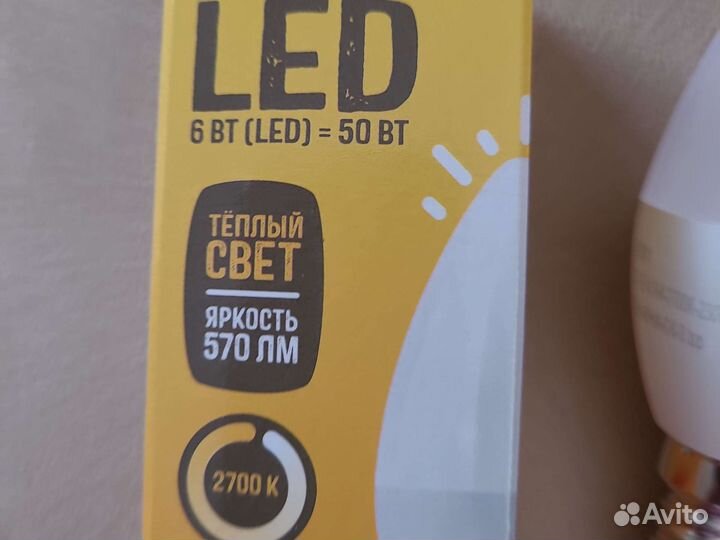 LED
6 ВТ (LED) = 50 ВТ
ТЁПЛЫЙ
СВЕТ
ЯРКОСТЬ
570 ЛМ
2700 K
Avito